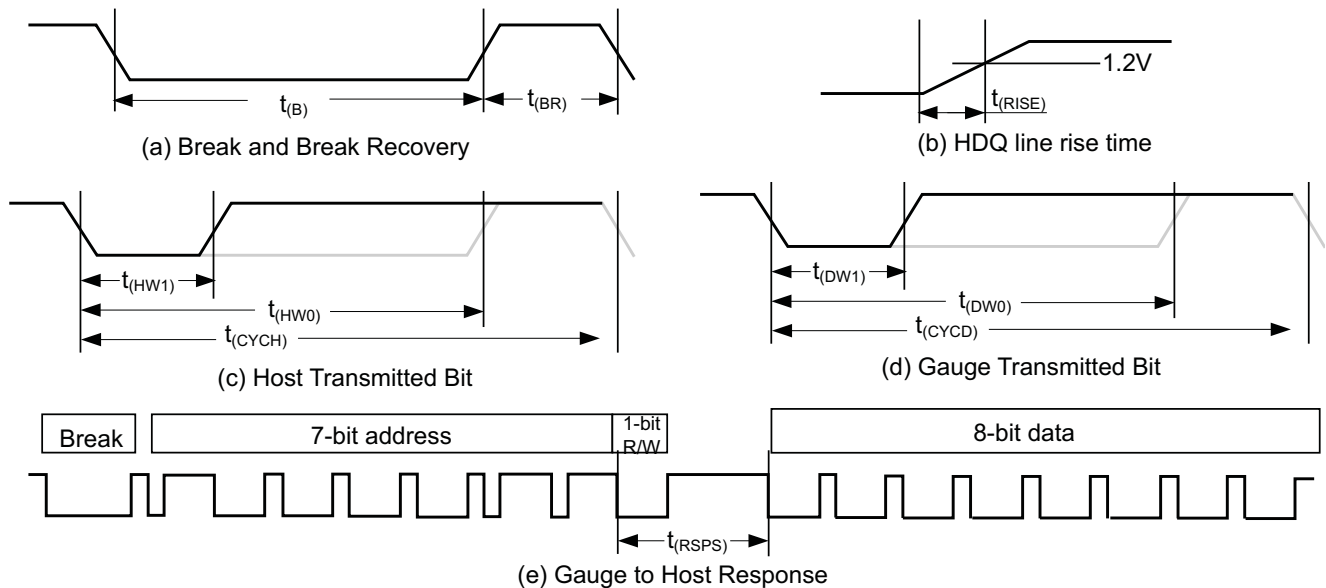 t(B)
t(BR)
(a) Break and Break Recovery
1.2V
t(RISE)
(b) HDQ line rise time
t(HW1)
t(HW0)
t(CYCH)
(c) Host Transmitted Bit
t(DW1)
t(DW0)
t(CYCD)
(d) Gauge Transmitted Bit
Break
7-bit address
1-bit
R/W
8-bit data
t(RSPS)
(e) Gauge to Host Response